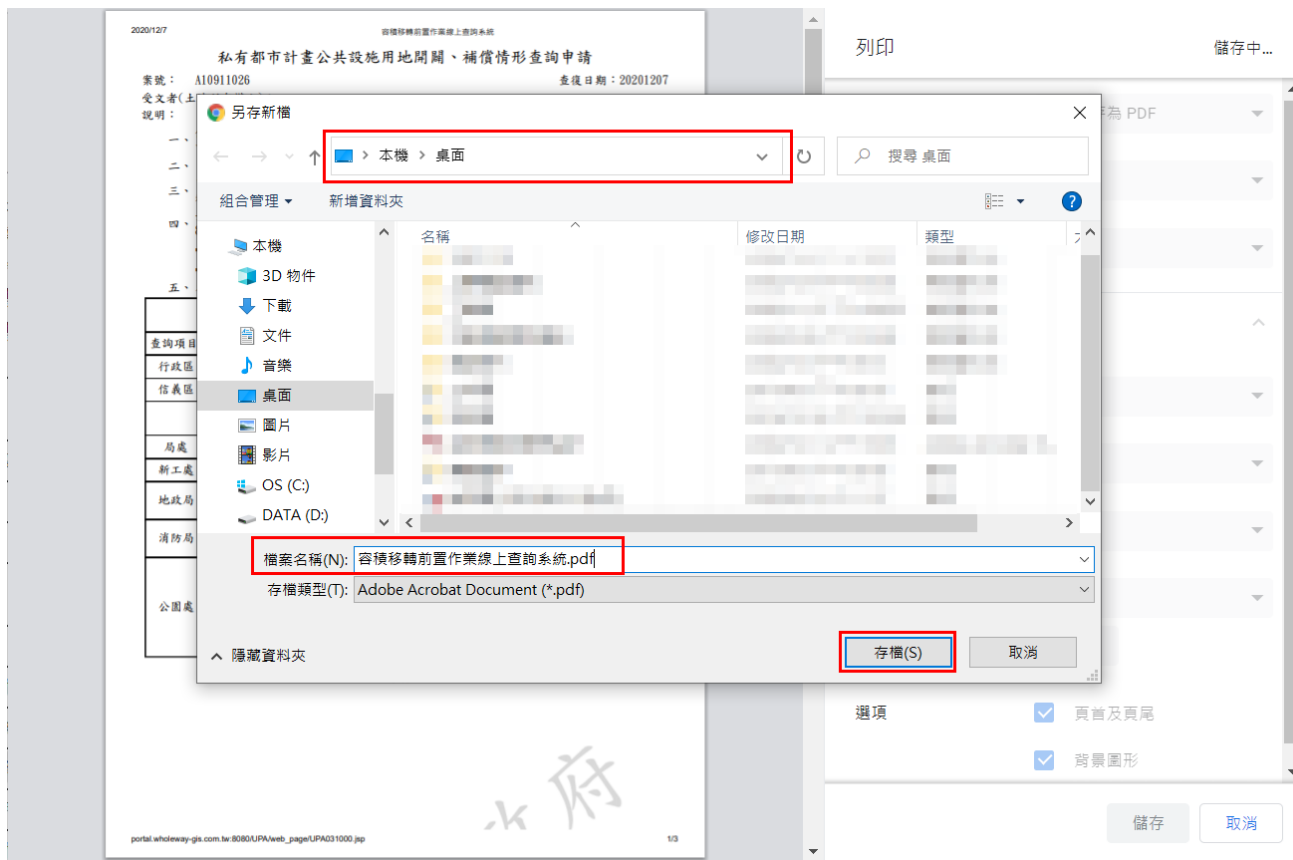 2020/12/7
容積移轉前置作業線上查詢系統
私有都市計畫公共設施用地開闢、補償情形查詢申請
案號： A10911026
查復日期：20201207
受文者(土
說明：
一、
二、
三、
四、
五、
查詢項目
行政區
信義區
局處
新工處
地政局
消防局
公園處
府
portal.wholeway-gis.com.tw:8080/UPA/web_page/UPA031000.jsp
1/3
另存新檔
本機 > 桌面
搜尋 桌面
組合管理
新增資料夾
名稱
修改日期
類型
本機
3D 物件
下載
文件
音樂
桌面
圖片
影片
OS (C:)
DATA (D:)
檔案名稱(N): 容積移轉前置作業線上查詢系統.pdf
存檔類型(T): Adobe Acrobat Document (*.pdf)
隱藏資料夾
存檔(S)
取消
列印
儲存中...
存為 PDF
選項
頁首及頁尾
背景圖形
儲存
取消